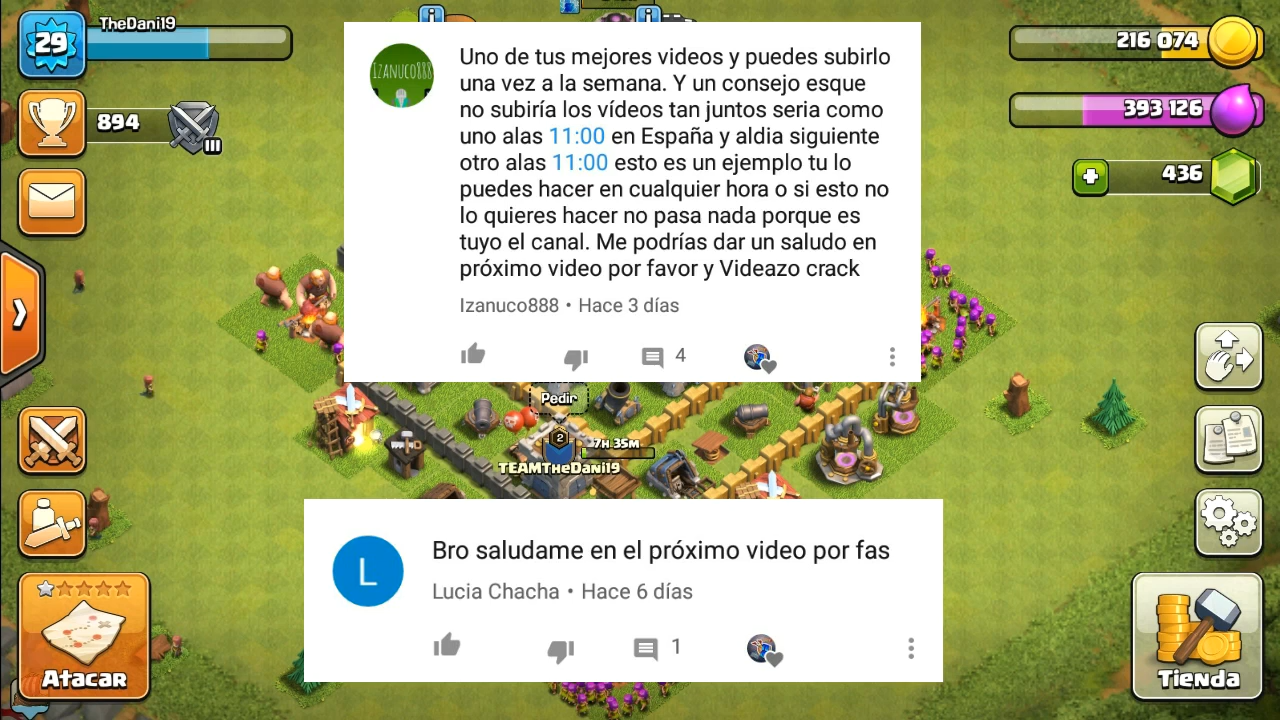 29
TheDani19
894
III
216 074
393 126
436
IZANUCO888
Uno de tus mejores videos y puedes subirlo
una vez a la semana. Y un consejo esque
no subiría los vídeos tan juntos seria como
uno alas 11:00 en España y aldia siguiente
otro alas 11:00 esto es un ejemplo tu lo
puedes hacer en cualquier hora o si esto no
lo quieres hacer no pasa nada porque es
tuyo el canal. Me podrías dar un saludo en
próximo video por favor y Videazo crack
Izanuco888 • Hace 3 días
4
Pedir
2
7H 35M
TEAMTheDani19
L
Bro saludame en el próximo video por fas
Lucia Chacha • Hace 6 días
1
Atacar
Tienda